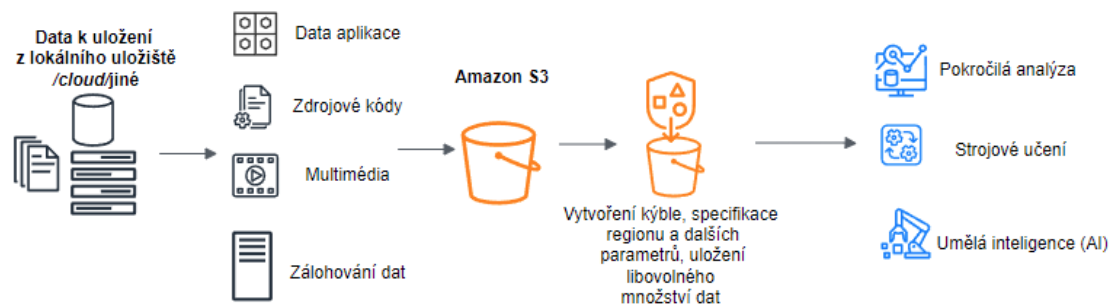 Data k uložení
z lokálního uložiště
/cloud/jiné
Data aplikace
Zdrojové kódy
Multimédia
Zálohování dat
Amazon S3
Vytvoření kýble, specifikace
regionu a dalších
parametrů, uložení
libovolného
množství dat
Pokročilá analýza
Strojové učení
Umělá inteligence (AI)